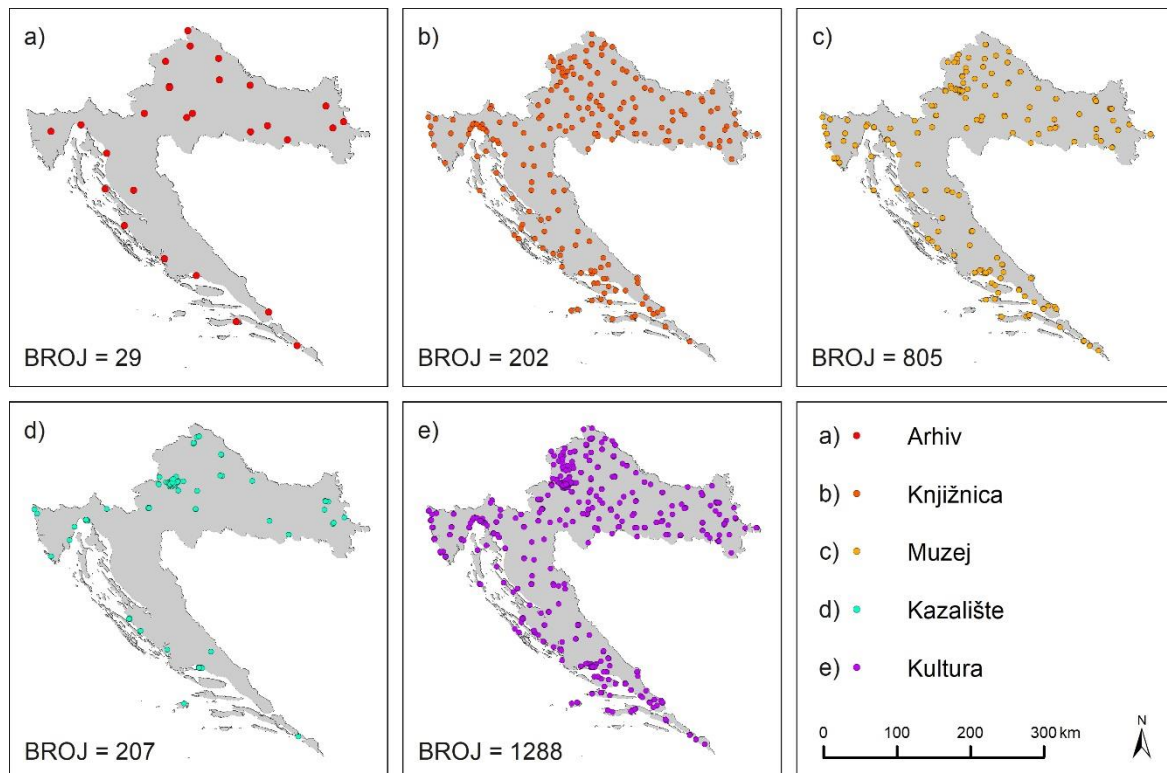 a)
BROJ = 29
b)
BROJ = 202
c)
BROJ = 805
d)
BROJ = 207
e)
BROJ = 1288
a) Arhiv
b) Knjižnica
c) Muzej
d) Kazalište
e) Kultura
0 100 200 300 km
N